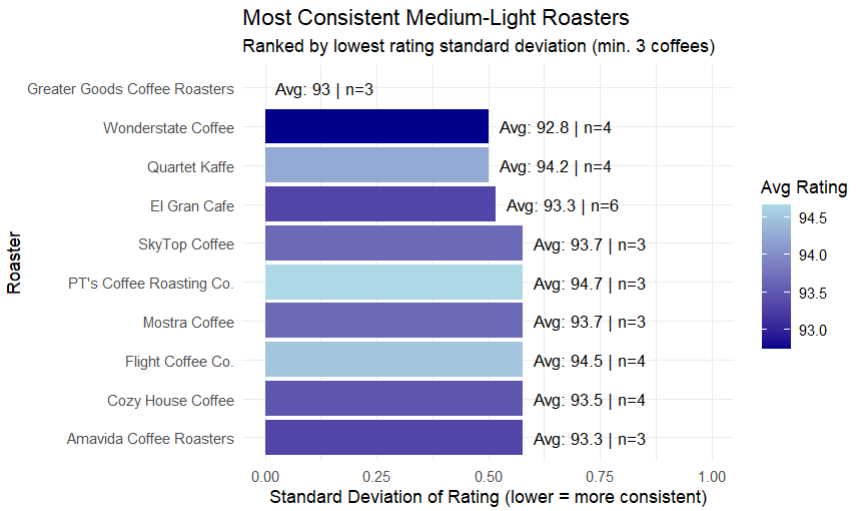 Most Consistent Medium-Light Roasters
Ranked by lowest rating standard deviation (min. 3 coffees)
Roaster
Greater Goods Coffee Roasters
Avg: 93 | n=3
Wonderstate Coffee
Avg: 92.8 | n=4
Quartet Kaffe
Avg: 94.2 | n=4
El Gran Cafe
Avg: 93.3 | n=6
SkyTop Coffee
Avg: 93.7 | n=3
PT's Coffee Roasting Co.
Avg: 94.7 | n=3
Mostra Coffee
Avg: 93.7 | n=3
Flight Coffee Co.
Avg: 94.5 | n=4
Cozy House Coffee
Avg: 93.5 | n=4
Amavida Coffee Roasters
Avg: 93.3 | n=3
0.00
0.25
0.50
0.75
1.00
Standard Deviation of Rating (lower = more consistent)
Avg Rating
94.5
94.0
93.5
93.0